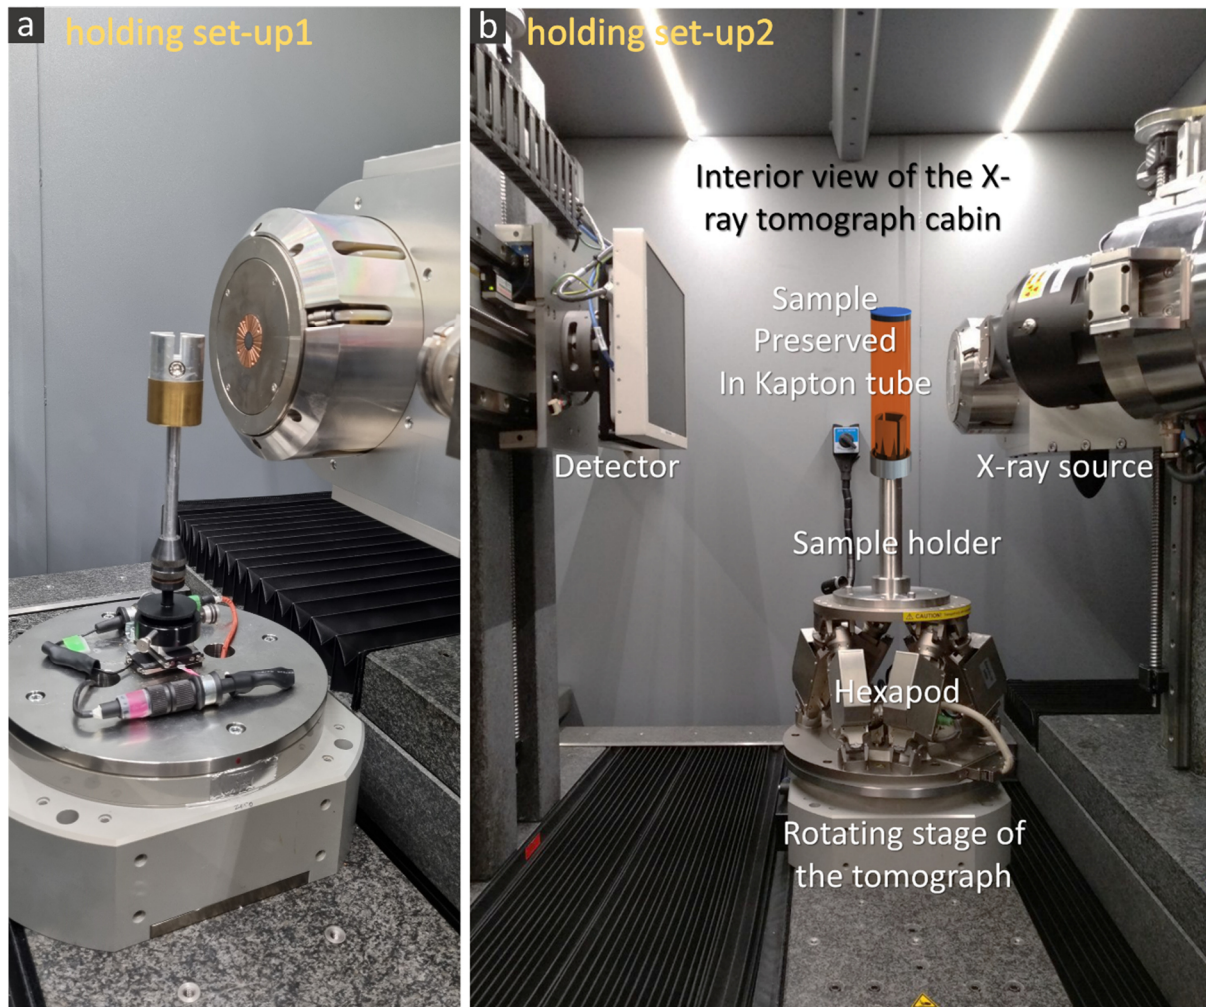 a
holding set-up1
b
holding set-up2
Interior view of the X-
ray tomograph cabin
Sample
Preserved
In Kapton tube
Detector
X-ray source
Sample holder
CAUTION
Hexapod
Rotating stage of
the tomograph